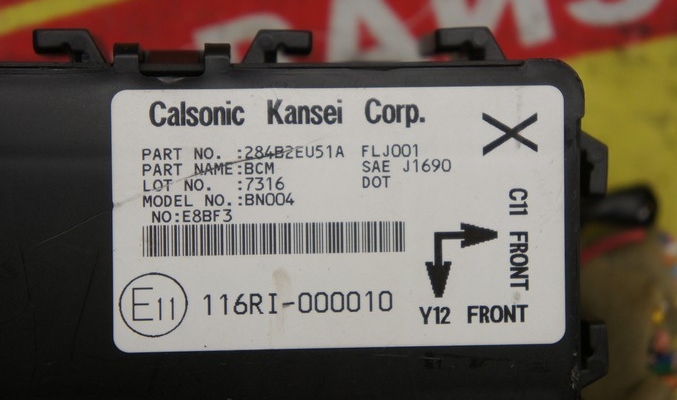 Calsonic Kansei Corp.
PART NO. :284B2EU51A FLJ001
PART NAME:BCM SAE J1690
LOT NO. :7316 DOT
MODEL NO.:BN004
NO:E8BF3
X
C11 FRONT
E11 116RI-000010
Y12 FRONT